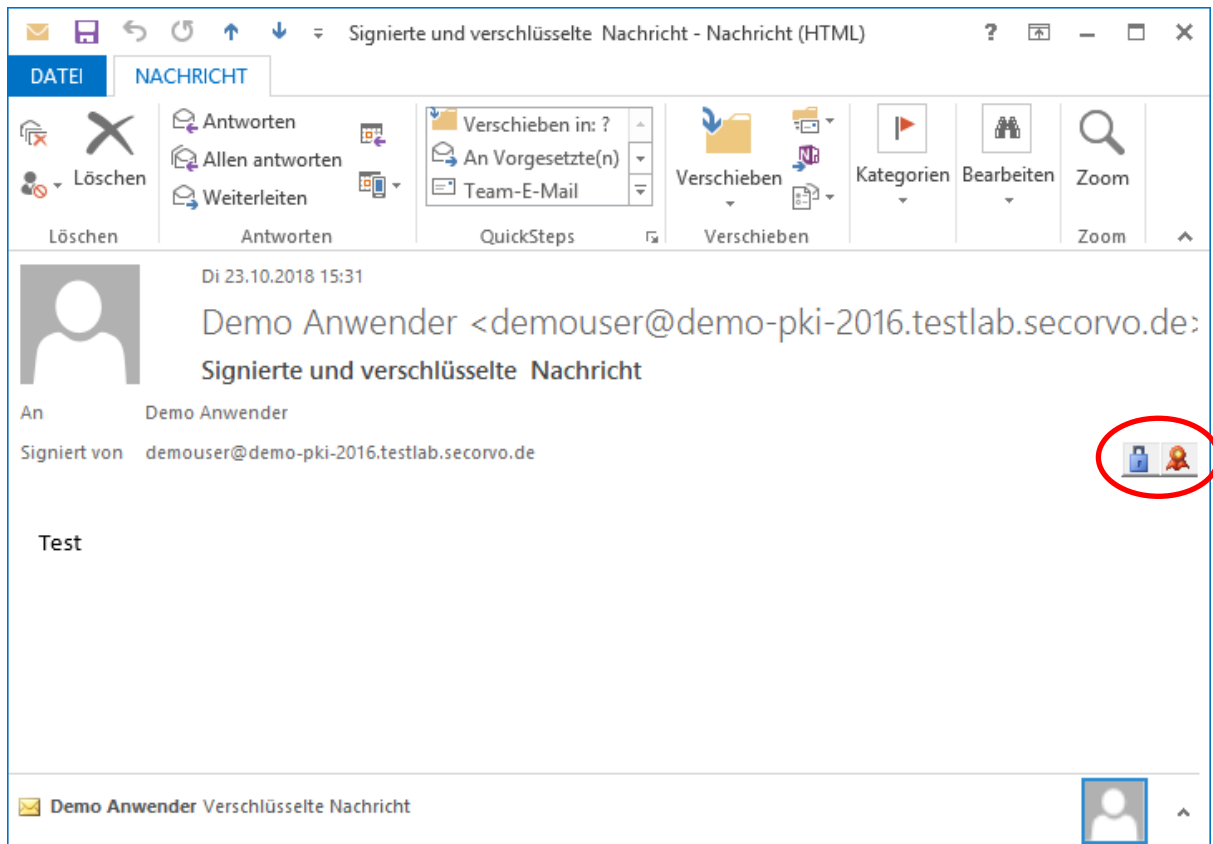 Signierte und verschlüsselte  Nachricht - Nachricht (HTML)
?
DATEI NACHRICHT
Löschen
Antworten
Allen antworten
Weiterleiten
Verschieben in: ?
An Vorgesetzte(n)
Team-E-Mail
Verschieben
Kategorien
Bearbeiten
Zoom
Löschen Antworten QuickSteps Verschieben Zoom
Di 23.10.2018 15:31
Demo Anwender <demouser@demo-pki-2016.testlab.secorvo.de>
Signierte und verschlüsselte  Nachricht
An Demo Anwender
Signiert von demouser@demo-pki-2016.testlab.secorvo.de
Test
Demo Anwender Verschlüsselte Nachricht